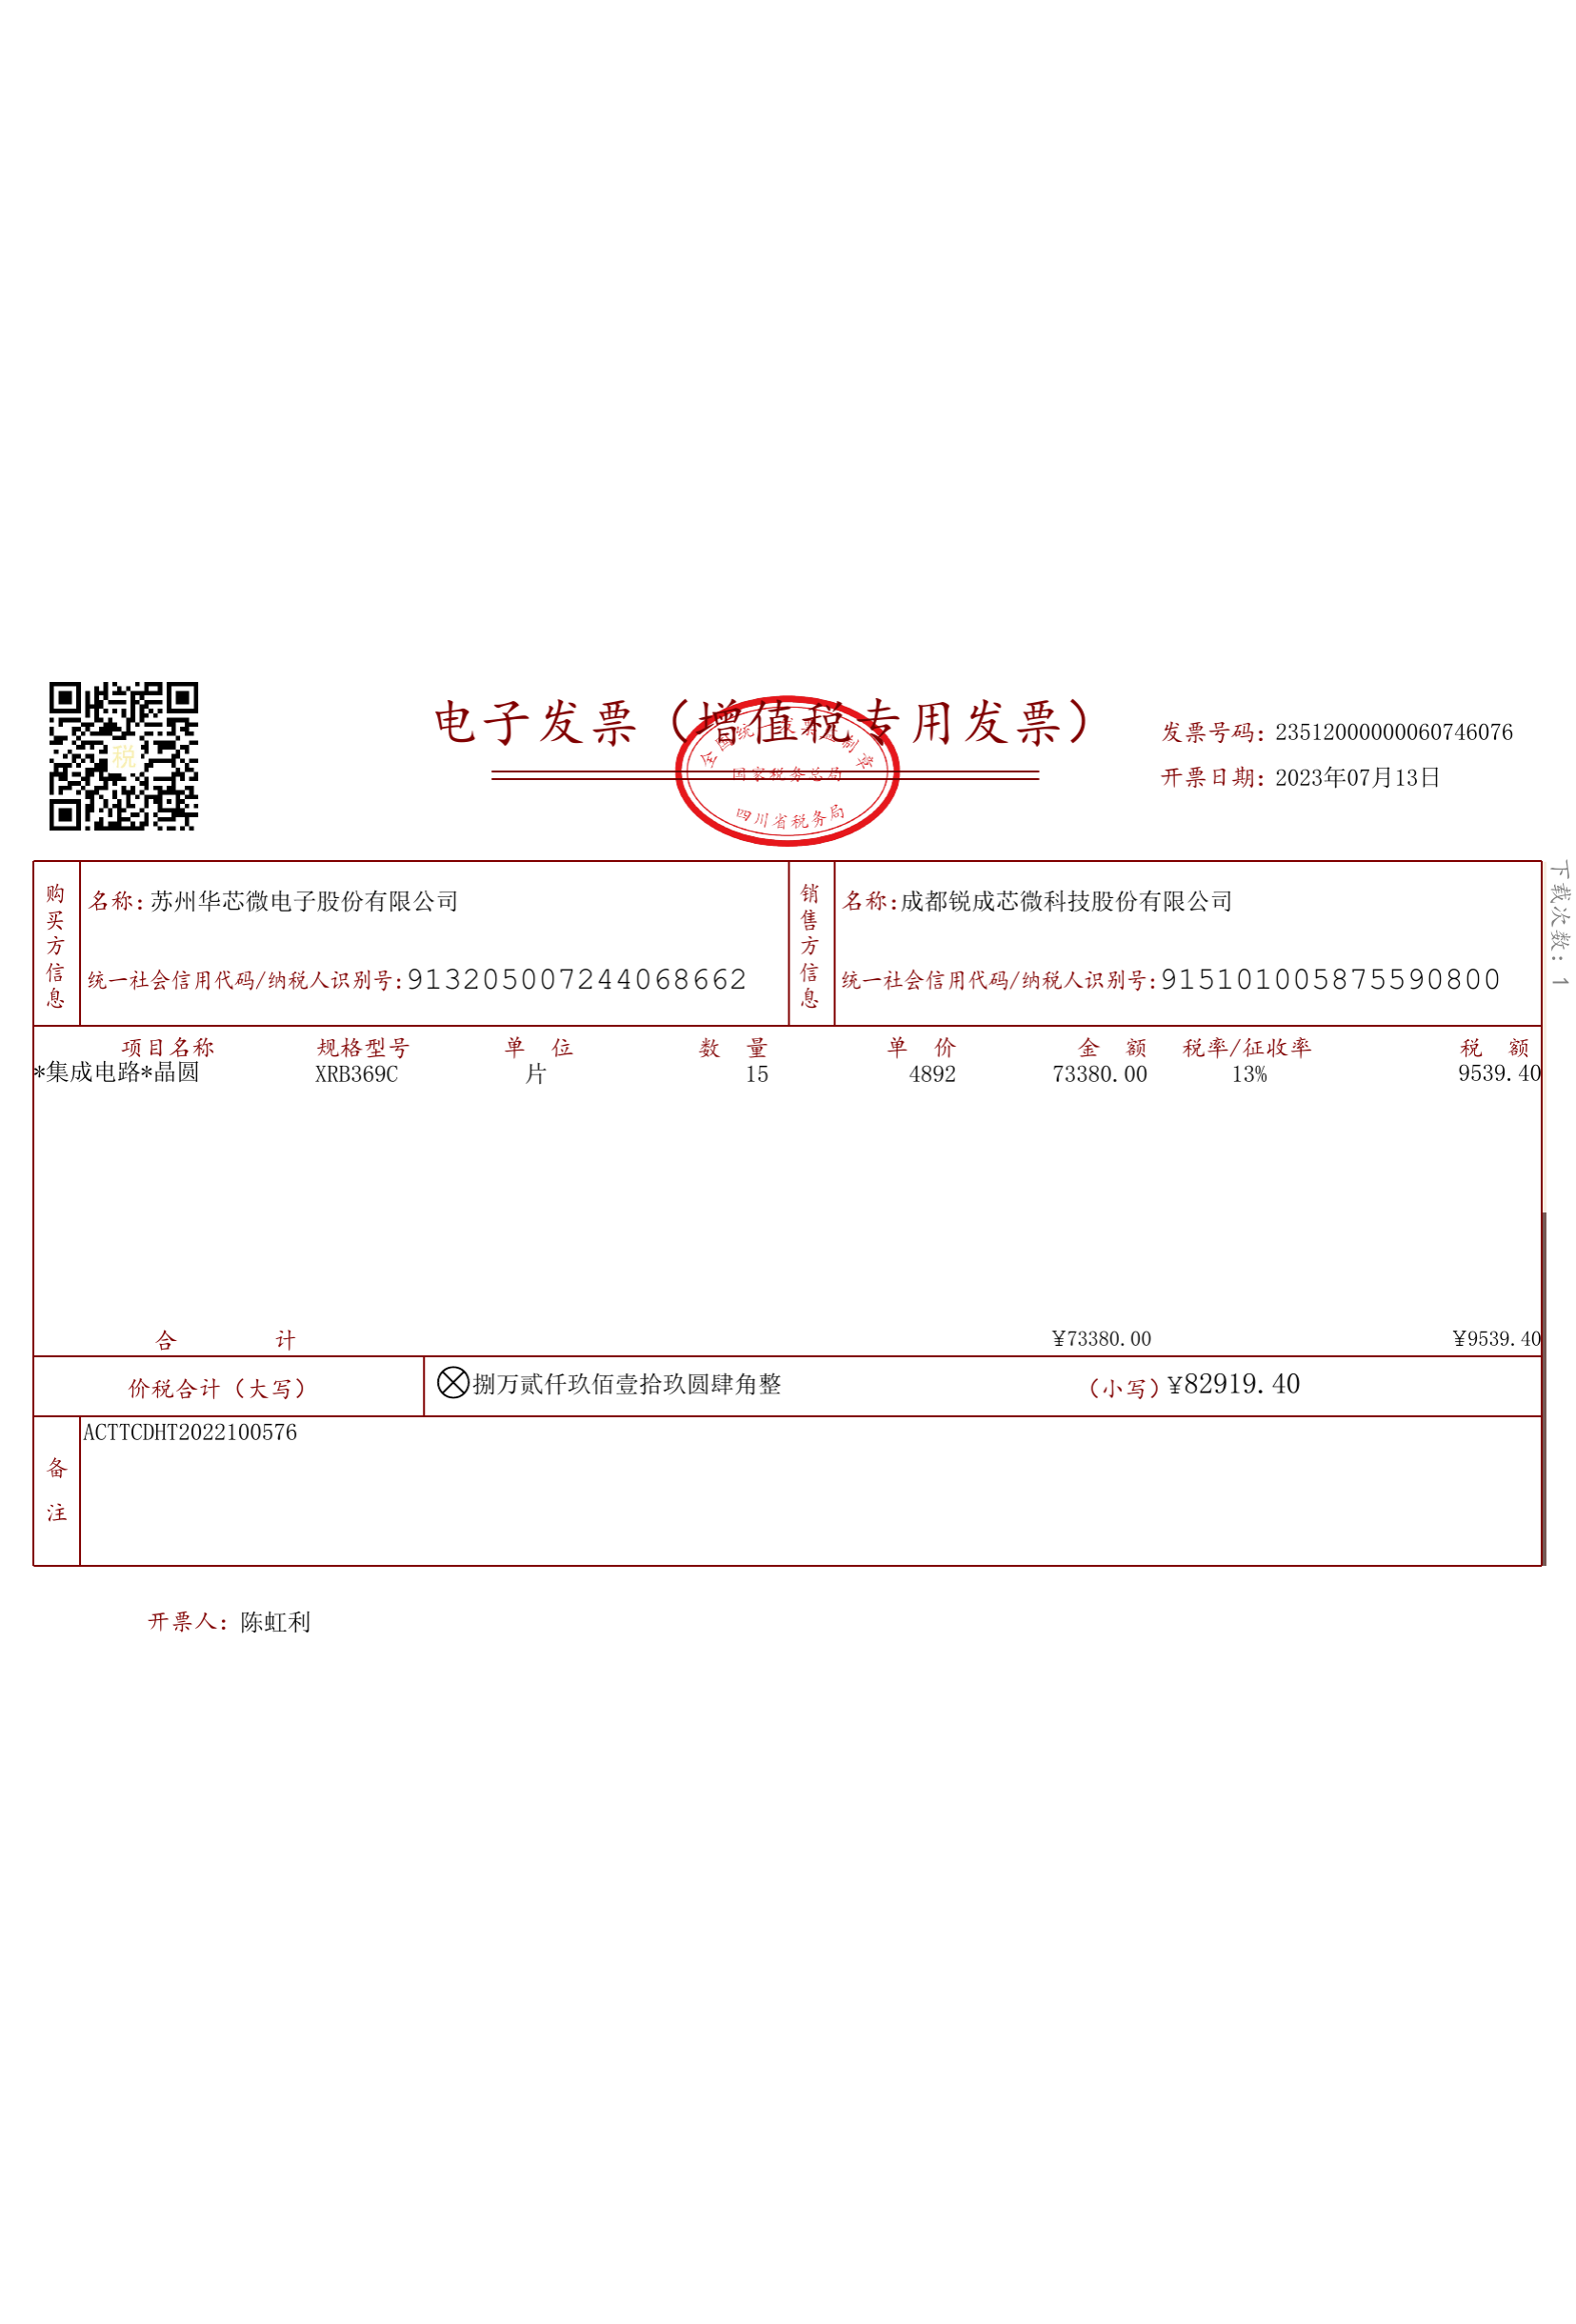 税
电子发票（增值税专用发票）
全国统一发票监制章
国家税务总局
四川省税务局
发票号码：23512000000060746076
开票日期：2023年07月13日
下载次数：1
购买方信息
名称：苏州华芯微电子股份有限公司
统一社会信用代码/纳税人识别号：913205007244068662
销售方信息
名称：成都锐成芯微科技股份有限公司
统一社会信用代码/纳税人识别号：915101005875590800
项目名称 规格型号 单 位 数 量 单 价 金 额 税率/征收率 税 额
*集成电路*晶圆 XRB369C 片 15 4892 73380.00 13% 9539.40
合 计 ¥73380.00 ¥9539.40
价税合计（大写） ⊗捌万贰仟玖佰壹拾玖圆肆角整 （小写）¥82919.40
备注
ACTTCDHT2022100576
开票人：陈虹利